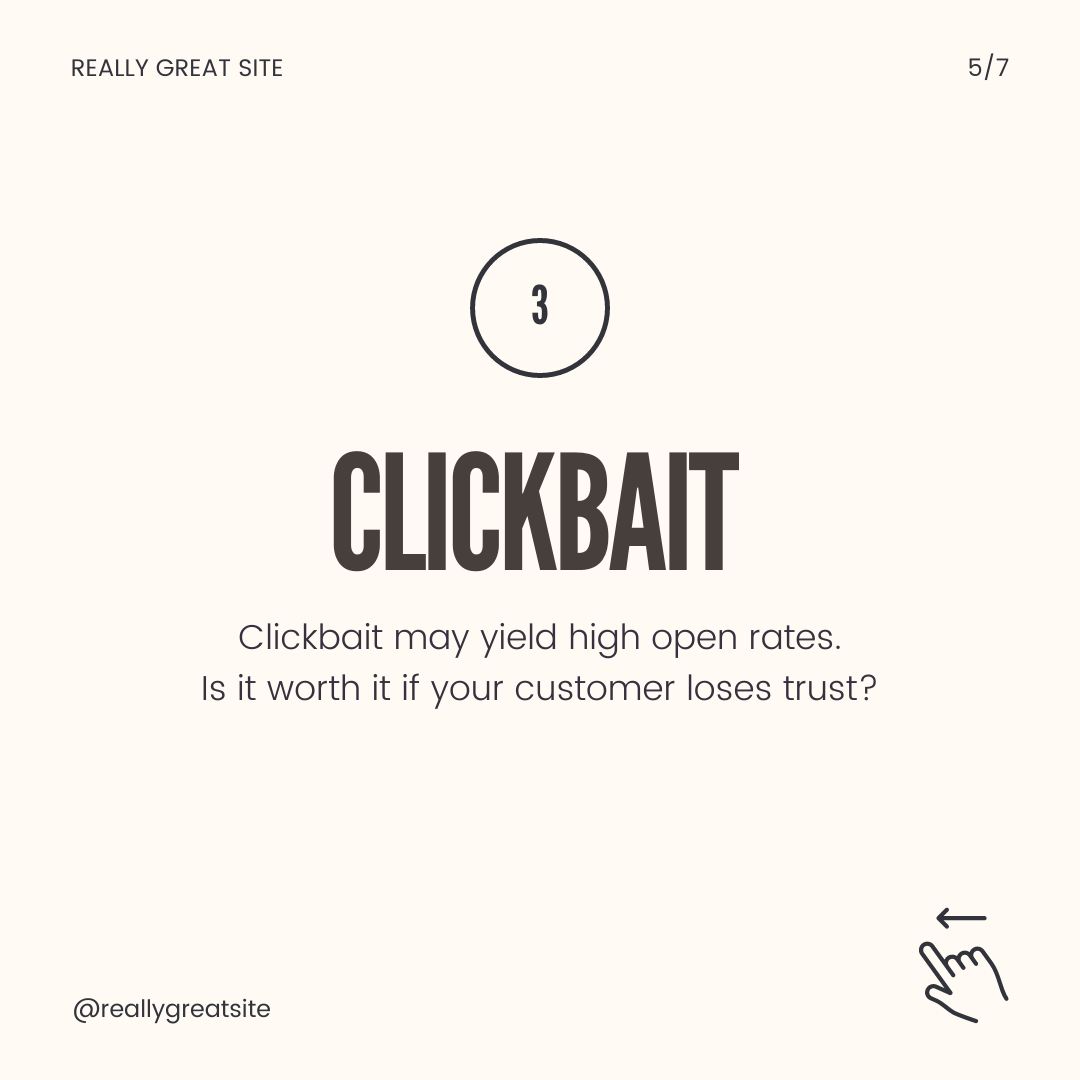 REALLY GREAT SITE
5/7
3
CLICKBAIT
Clickbait may yield high open rates.
Is it worth it if your customer loses trust?
@reallygreatsite